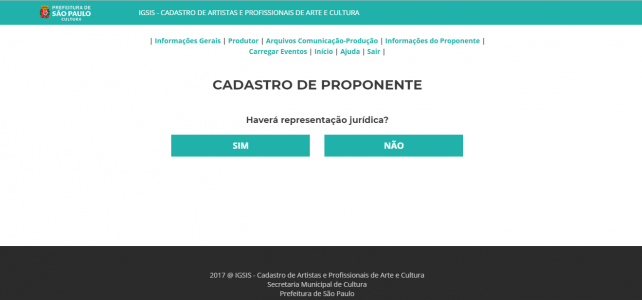 PREFEITURA DE
SÃO PAULO
CULTURA
IGSIS - CADASTRO DE ARTISTAS E PROFISSIONAIS DE ARTE E CULTURA
| Informações Gerais | Produtor | Arquivos Comunicação-Produção | Informações do Proponente |
Carregar Eventos | Início | Ajuda | Sair |
CADASTRO DE PROPONENTE
Haverá representação jurídica?
SIM NÃO
2017 @ IGSIS - Cadastro de Artistas e Profissionais de Arte e Cultura
Secretaria Municipal de Cultura
Prefeitura de São Paulo